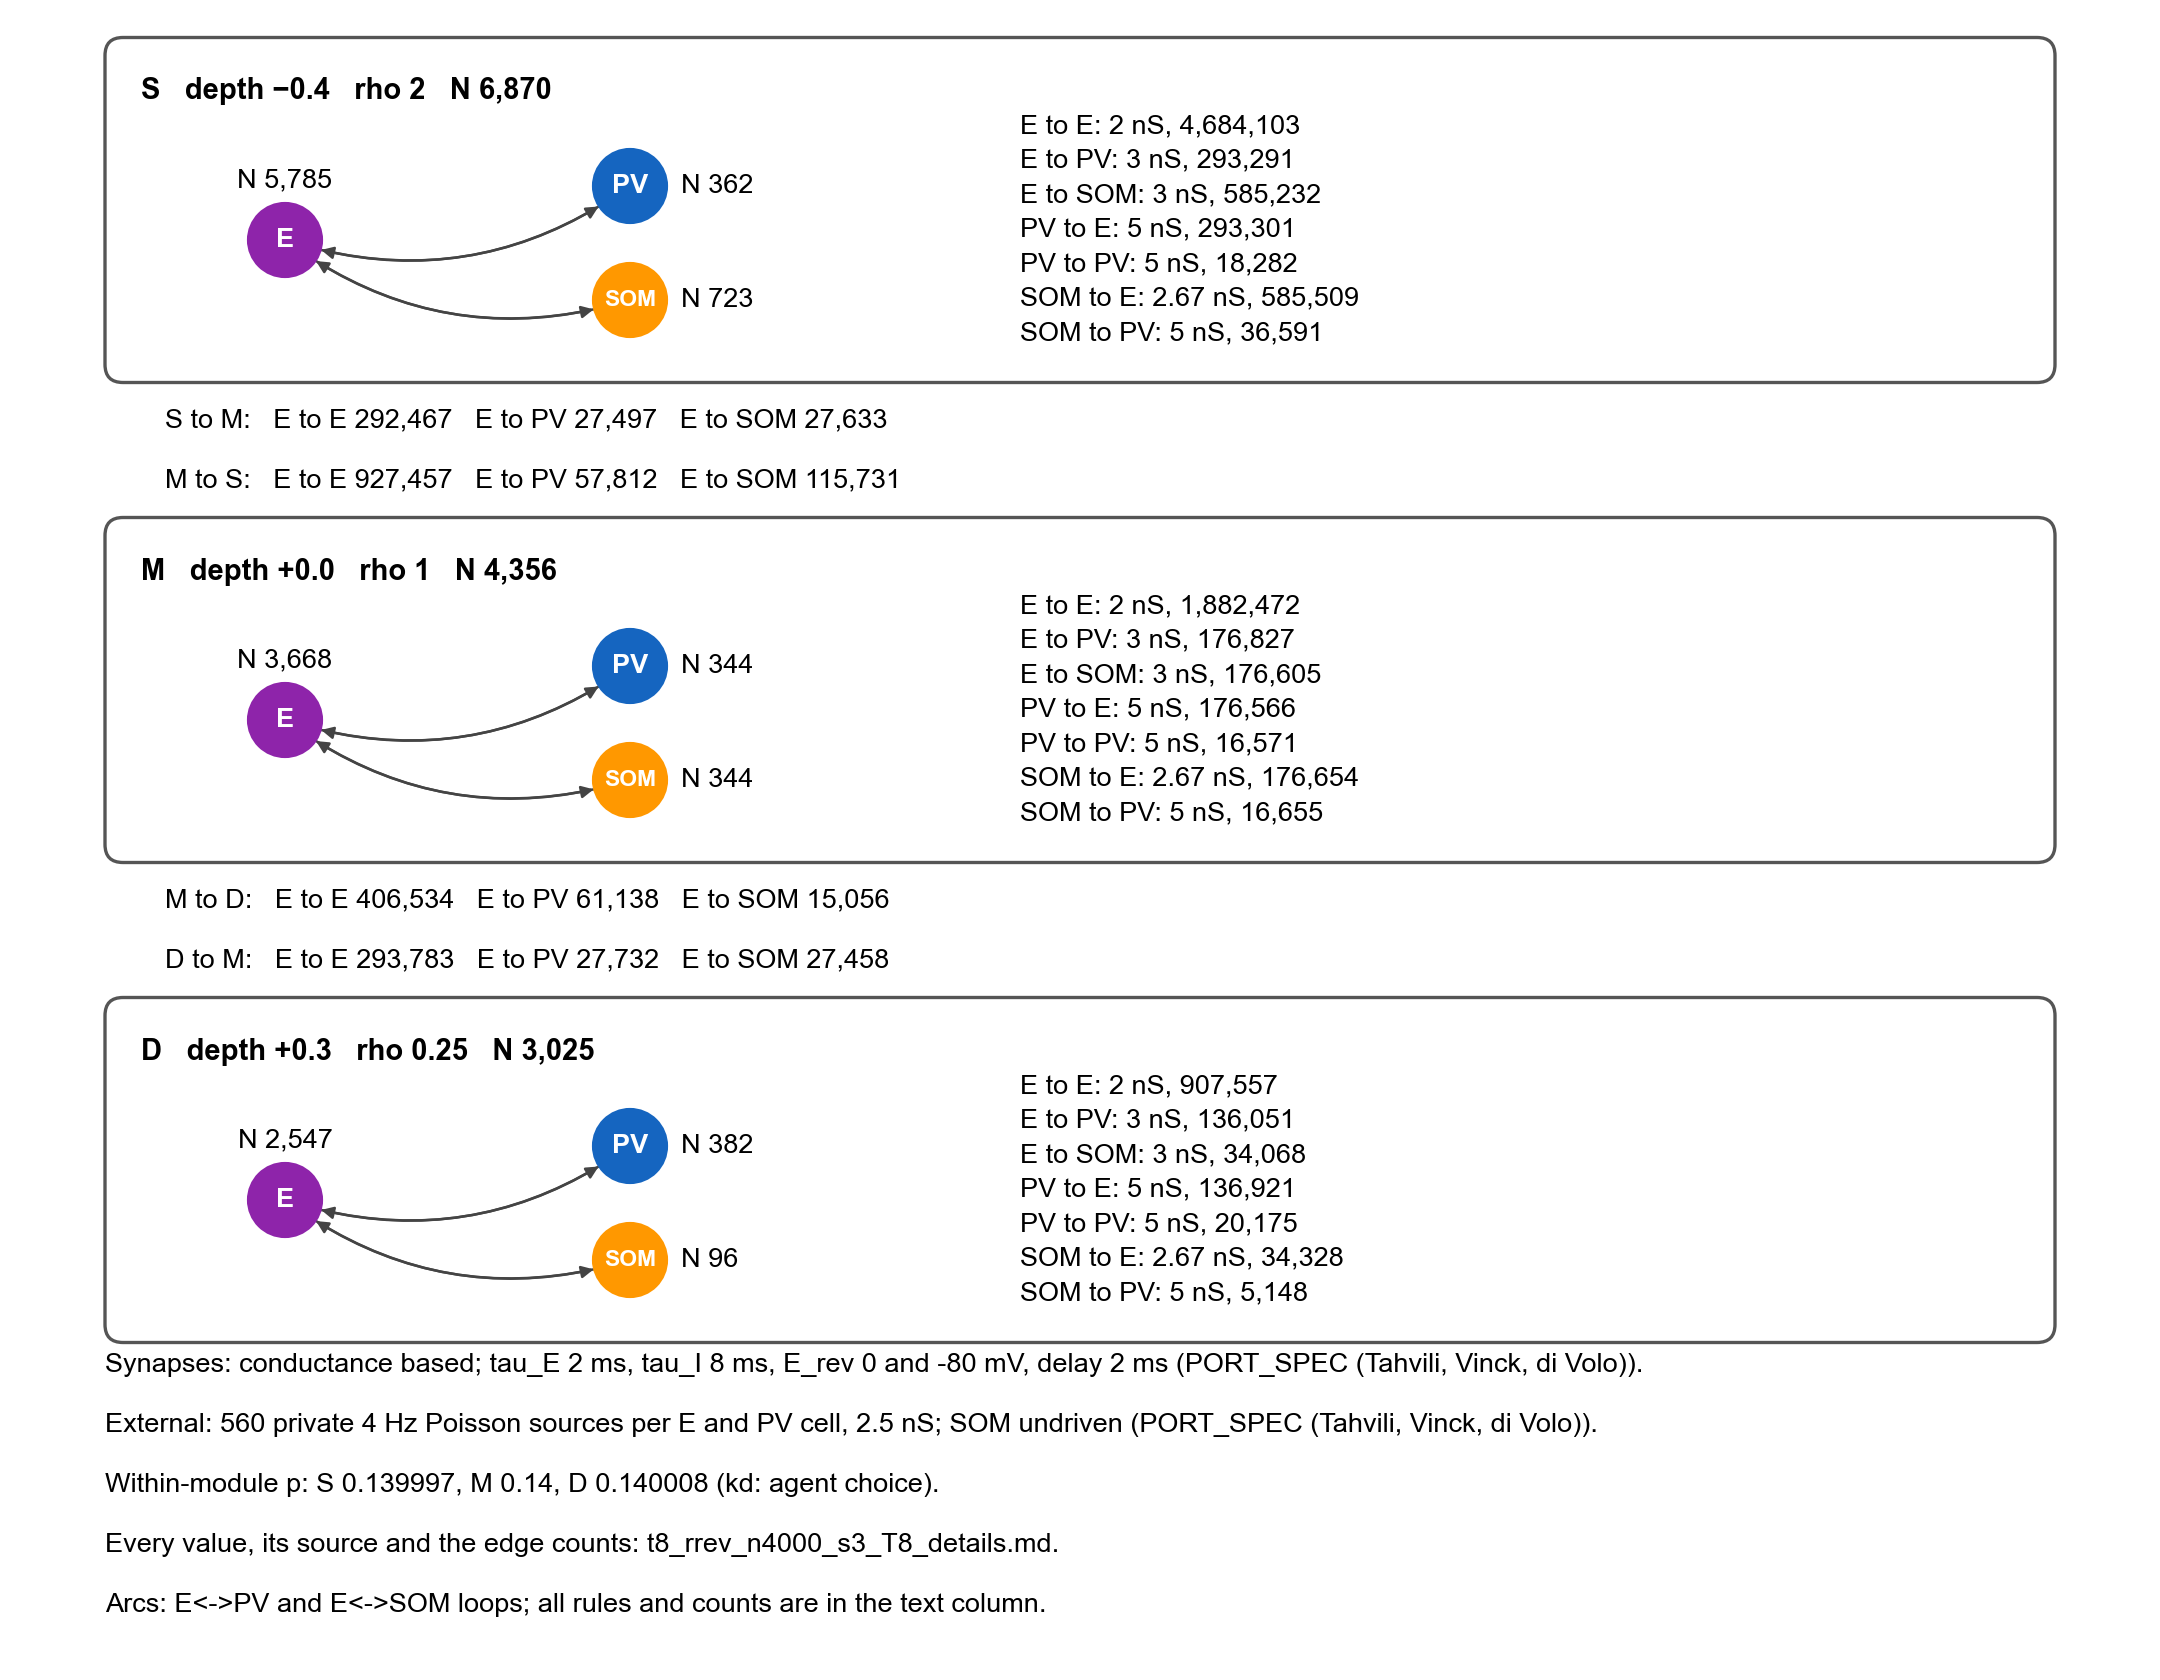 S depth −0.4 rho 2 N 6,870
N 5,785
E
PV
N 362
SOM
N 723
E to E: 2 nS, 4,684,103
E to PV: 3 nS, 293,291
E to SOM: 3 nS, 585,232
PV to E: 5 nS, 293,301
PV to PV: 5 nS, 18,282
SOM to E: 2.67 nS, 585,509
SOM to PV: 5 nS, 36,591
S to M: E to E 292,467 E to PV 27,497 E to SOM 27,633
M to S: E to E 927,457 E to PV 57,812 E to SOM 115,731
M depth +0.0 rho 1 N 4,356
N 3,668
E
PV
N 344
SOM
N 344
E to E: 2 nS, 1,882,472
E to PV: 3 nS, 176,827
E to SOM: 3 nS, 176,605
PV to E: 5 nS, 176,566
PV to PV: 5 nS, 16,571
SOM to E: 2.67 nS, 176,654
SOM to PV: 5 nS, 16,655
M to D: E to E 406,534 E to PV 61,138 E to SOM 15,056
D to M: E to E 293,783 E to PV 27,732 E to SOM 27,458
D depth +0.3 rho 0.25 N 3,025
N 2,547
E
PV
N 382
SOM
N 96
E to E: 2 nS, 907,557
E to PV: 3 nS, 136,051
E to SOM: 3 nS, 34,068
PV to E: 5 nS, 136,921
PV to PV: 5 nS, 20,175
SOM to E: 2.67 nS, 34,328
SOM to PV: 5 nS, 5,148
Synapses: conductance based; tau_E 2 ms, tau_I 8 ms, E_rev 0 and -80 mV, delay 2 ms (PORT_SPEC (Tahvili, Vinck, di Volo)).
External: 560 private 4 Hz Poisson sources per E and PV cell, 2.5 nS; SOM undriven (PORT_SPEC (Tahvili, Vinck, di Volo)).
Within-module p: S 0.139997, M 0.14, D 0.140008 (kd: agent choice).
Every value, its source and the edge counts: t8_rrev_n4000_s3_T8_details.md.
Arcs: E<->PV and E<->SOM loops; all rules and counts are in the text column.